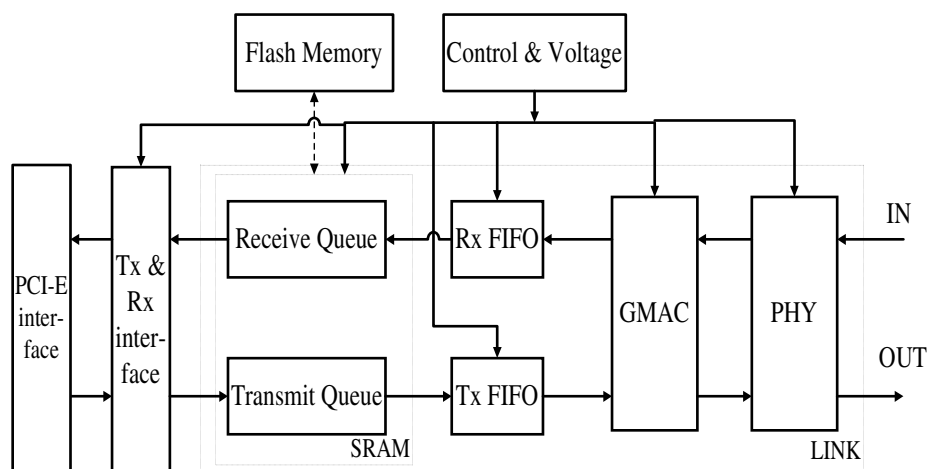 Flash Memory
Control & Voltage
IN
Receive Queue
Rx FIFO
PCI-E
inter-
face
Tx &
Rx
inter-
face
GMAC
PHY
OUT
Transmit Queue
Tx FIFO
SRAM
LINK